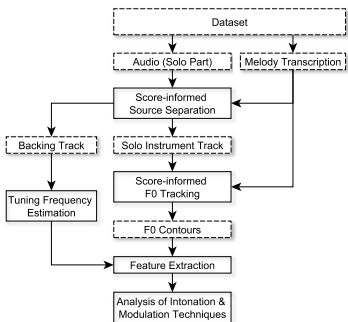 Dataset
Audio (Solo Part)
Melody Transcription
Score-informed
Source Separation
Backing Track
Solo Instrument Track
Score-informed
F0 Tracking
Tuning Frequency
Estimation
F0 Contours
Feature Extraction
Analysis of Intonation &
Modulation Techniques